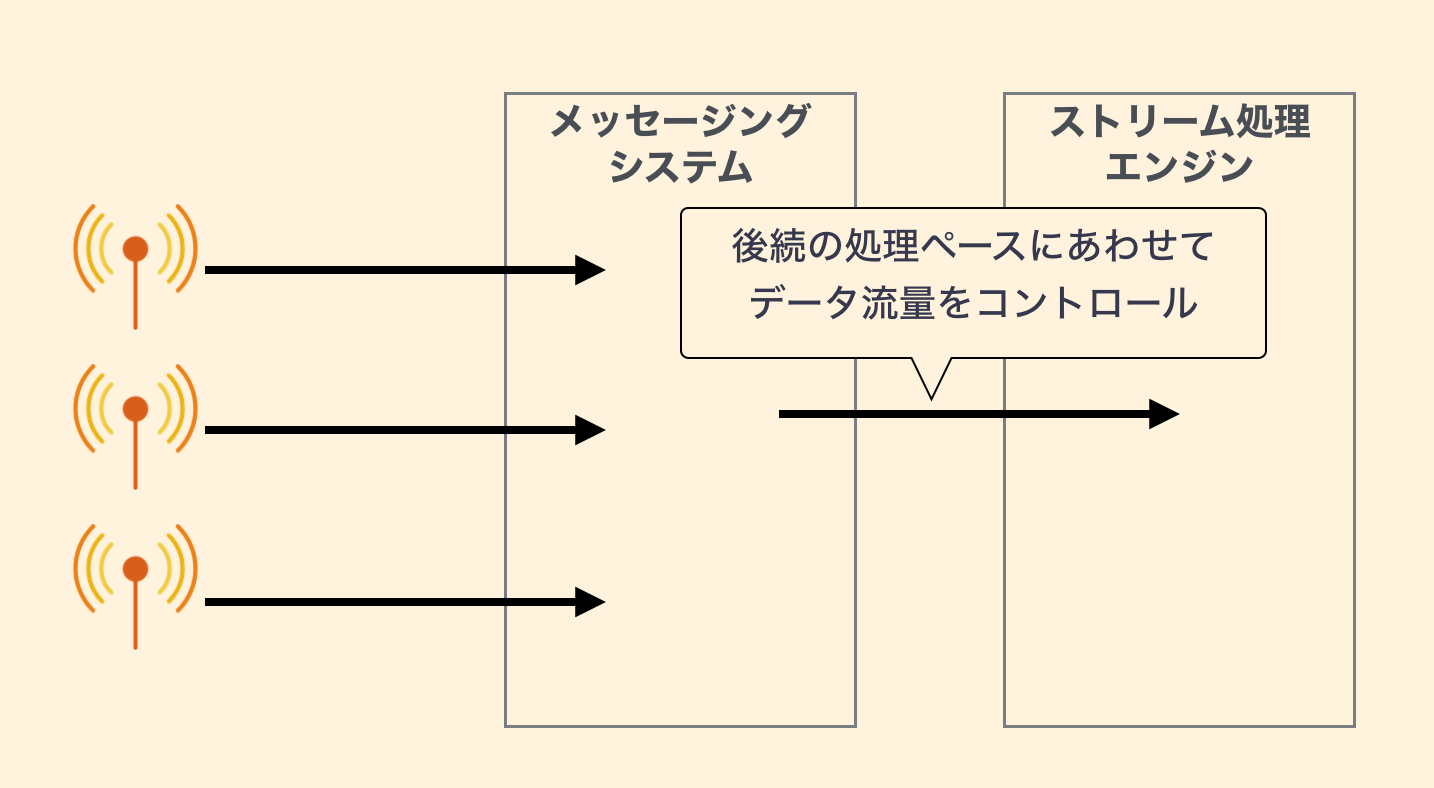 メッセージング
システム
ストリーム処理
エンジン
後続の処理ペースにあわせて
データ流量をコントロール